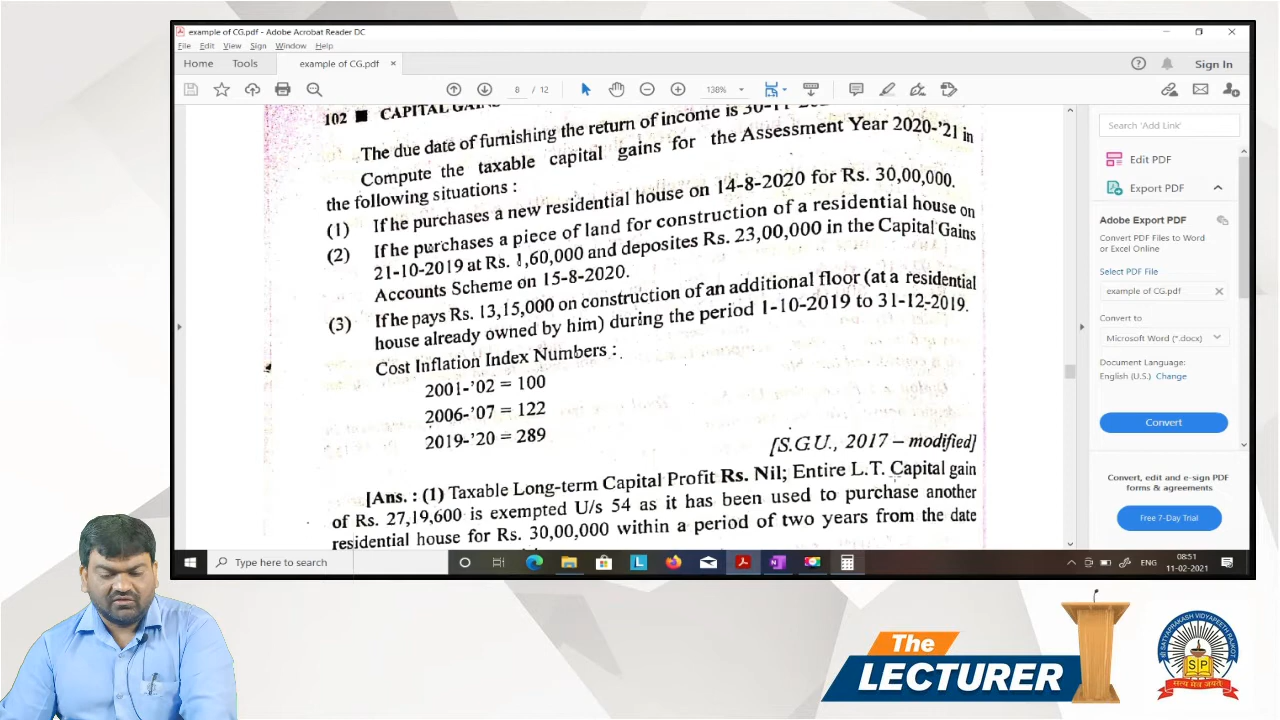 example of CG.pdf - Adobe Acrobat Reader DC
File Edit View Sign Window Help
Home Tools example of CG.pdf × Sign In
8 / 12 138%
102 ■ CAPITAL GAINS
The due date of furnishing the return of income is 30-11-
Compute the taxable capital gains for the Assessment Year 2020-'21 in
the following situations :
(1) If he purchases a new residential house on 14-8-2020 for Rs. 30,00,000.
(2) If he purchases a piece of land for construction of a residential house on
21-10-2019 at Rs. 1,60,000 and deposites Rs. 23,00,000 in the Capital Gains
Accounts Scheme on 15-8-2020.
(3) If he pays Rs. 13,15,000 on construction of an additional floor (at a residential
house already owned by him) during the period 1-10-2019 to 31-12-2019.
Cost Inflation Index Numbers :
2001-'02 = 100
2006-'07 = 122
2019-'20 = 289
[S.G.U., 2017 – modified]
[Ans. : (1) Taxable Long-term Capital Profit Rs. Nil; Entire L.T. Capital gain
of Rs. 27,19,600 is exempted U/s 54 as it has been used to purchase another
residential house for Rs. 30,00,000 within a period of two years from the date
Search 'Add Link'
Edit PDF
Export PDF
Adobe Export PDF
Convert PDF Files to Word
or Excel Online
Select PDF File
example of CG.pdf ×
Convert to
Microsoft Word (*.docx)
Document Language:
English (U.S.) Change
Convert
Convert, edit and e-sign PDF
forms & agreements
Free 7-Day Trial
Type here to search
ENG
08:51
11-02-2021
The
LECTURER
SP
सत्यमेव जयते